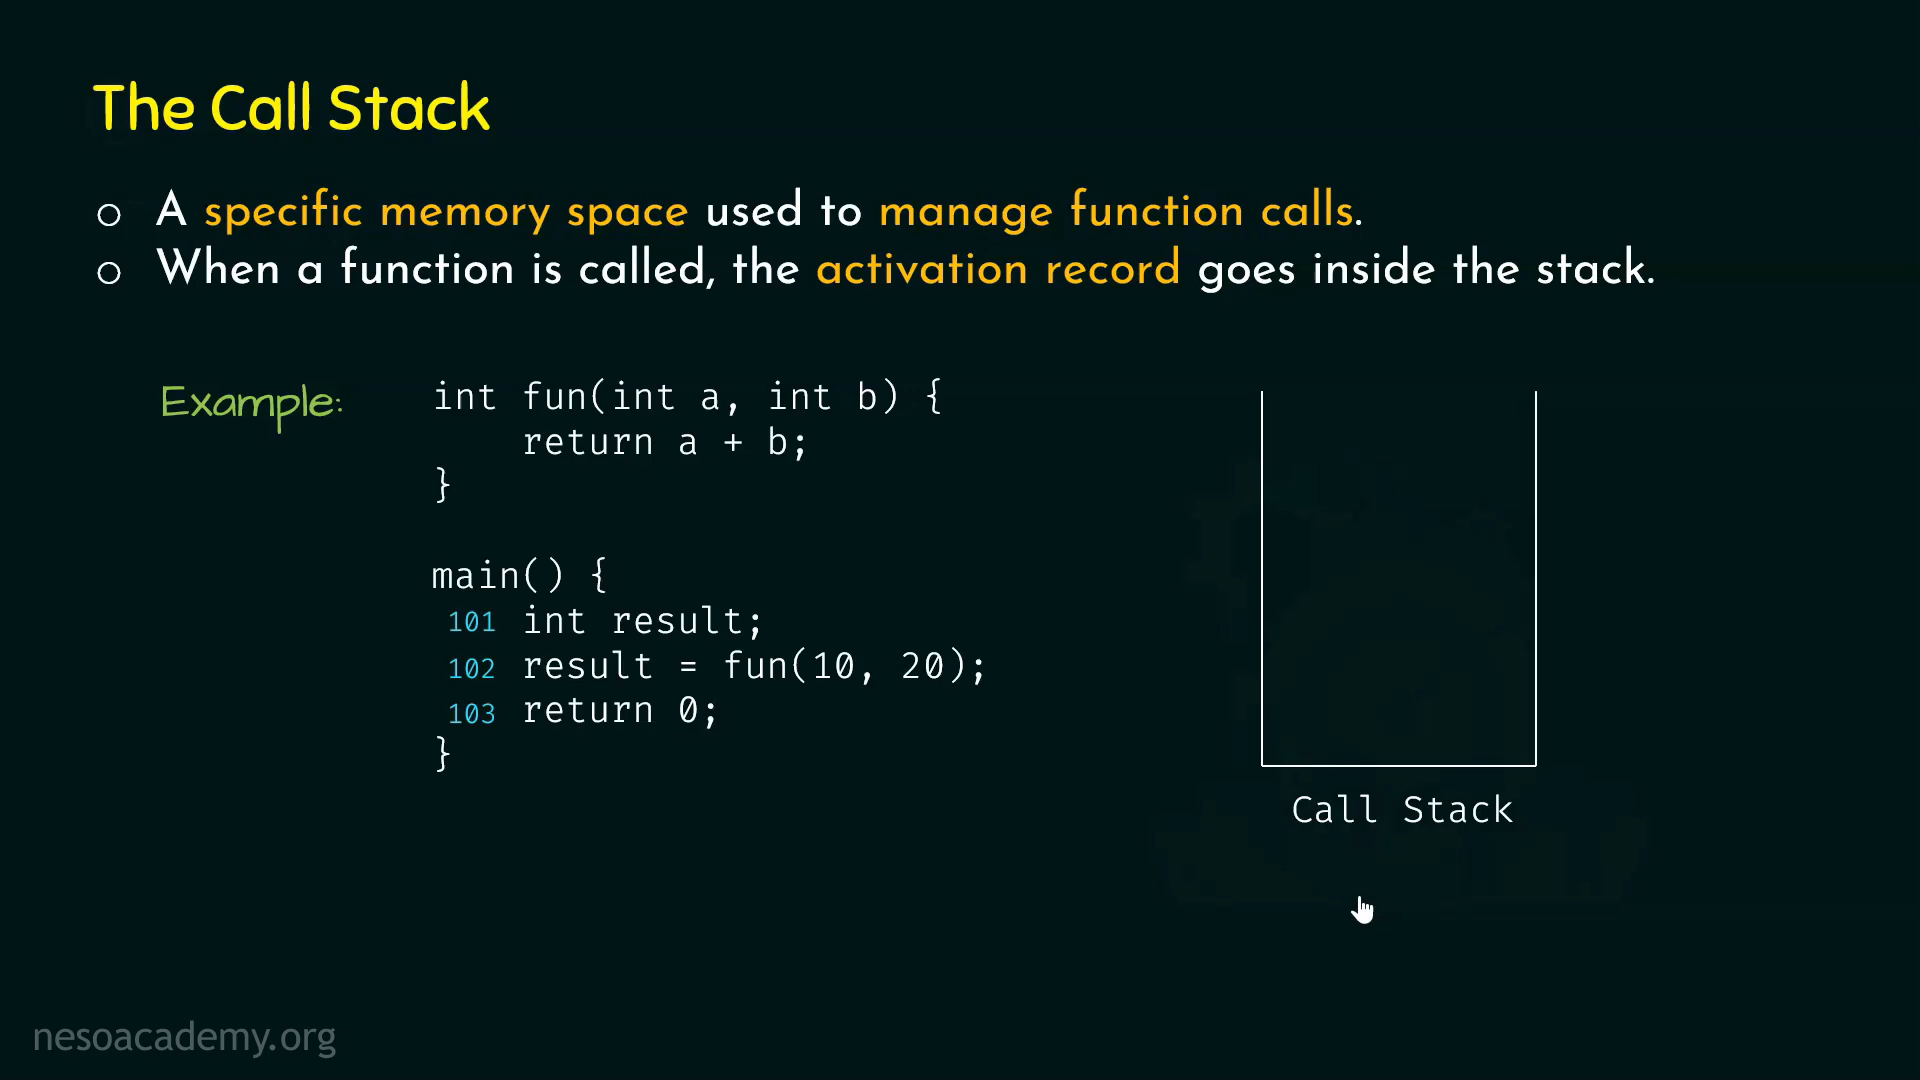 The Call Stack
○ A specific memory space used to manage function calls.
○ When a function is called, the activation record goes inside the stack.
Example:
int fun(int a, int b) {
return a + b;
}
main() {
101 int result;
102 result = fun(10, 20);
103 return 0;
}
Call Stack
nesoacademy.org